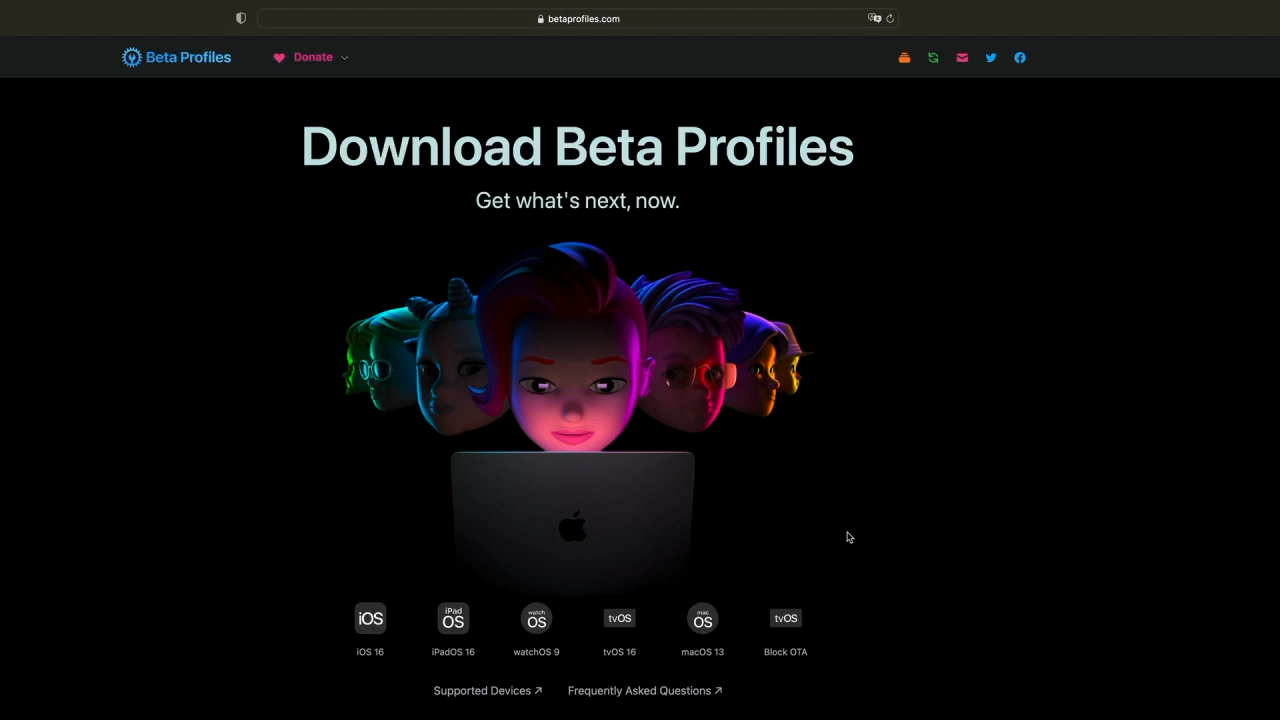 betaprofiles.com
Beta Profiles
Donate
Download Beta Profiles
Get what's next, now.
iOS
iPad
OS
watch
OS
tvOS
mac
OS
tvOS
iOS 16
iPadOS 16
watchOS 9
tvOS 16
macOS 13
Block OTA
Supported Devices
Frequently Asked Questions